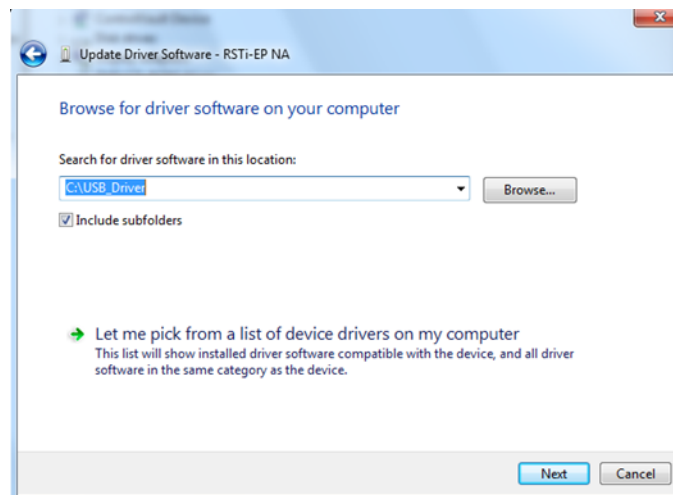 Update Driver Software - RSTi-EP NA
Browse for driver software on your computer
Search for driver software in this location:
C:\USB_Driver
Browse...
Include subfolders
Let me pick from a list of device drivers on my computer
This list will show installed driver software compatible with the device, and all driver
software in the same category as the device.
Next Cancel